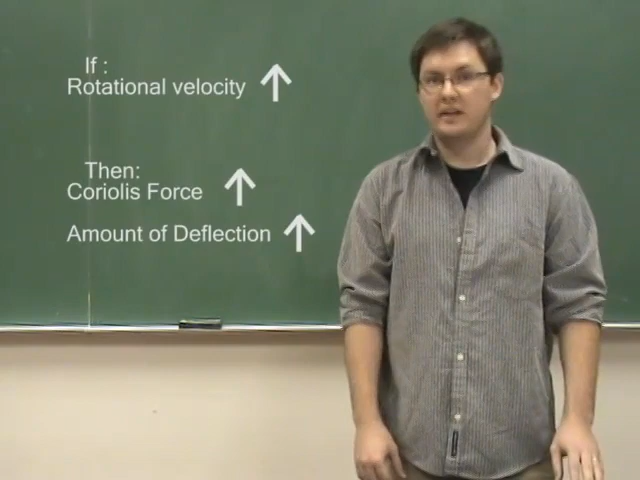 If :
Rotational velocity ↑
Then:
Coriolis Force ↑
Amount of Deflection ↑